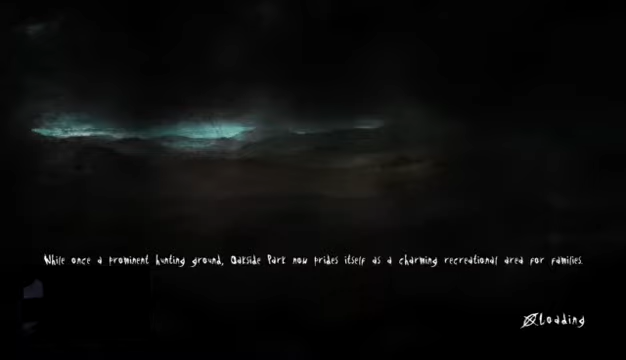 While once a prominent hunting ground, Oakside Park now prides itself as a charming recreational area for families.
Loading